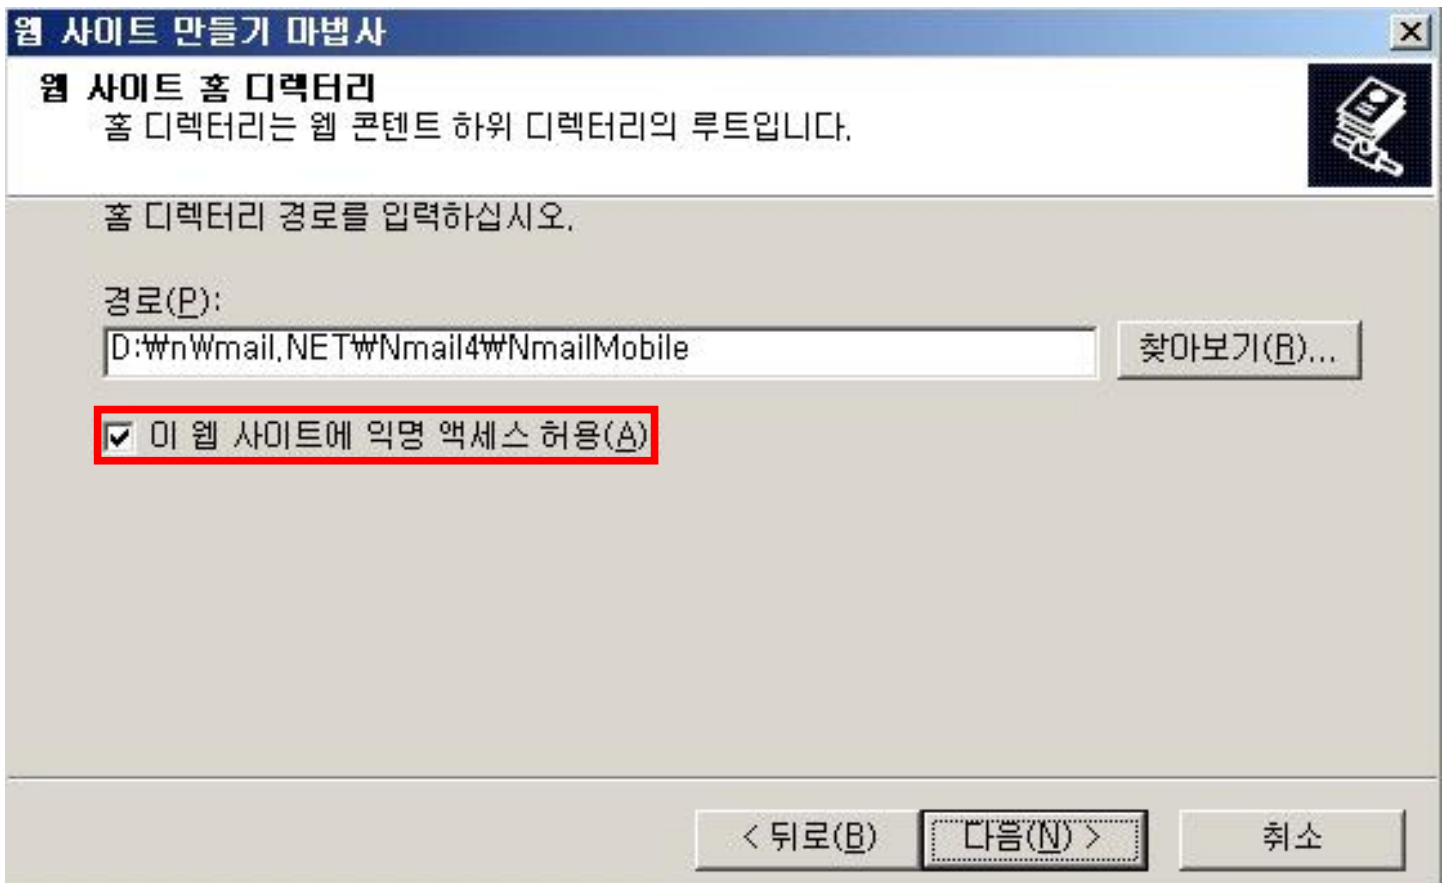 웹 사이트 만들기 마법사
웹 사이트 홈 디렉터리
홈 디렉터리는 웹 콘텐트 하위 디렉터리의 루트입니다.
홈 디렉터리 경로를 입력하십시오.
경로(P):
D:₩n₩mail.NET₩Nmail4₩NmailMobile
찾아보기(R)...
이 웹 사이트에 익명 액세스 허용(A)
< 뒤로(B)
다음(N) >
취소